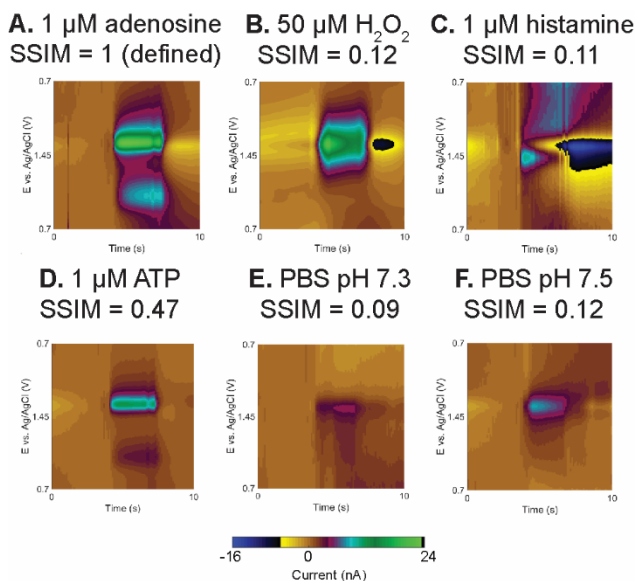 A. 1 µM adenosine
SSIM = 1 (defined)
B. 50 µM H₂O₂
SSIM = 0.12
C. 1 µM histamine
SSIM = 0.11
0.7
1.45
0.7
E vs. Ag/AgCl (V)
0
10
Time (s)
0.7
1.45
0.7
E vs. Ag/AgCl (V)
0
10
Time (s)
0.7
1.45
0.7
E vs. Ag/AgCl (V)
0
10
Time (s)
D. 1 µM ATP
SSIM = 0.47
E. PBS pH 7.3
SSIM = 0.09
F. PBS pH 7.5
SSIM = 0.12
0.7
1.45
0.7
E vs. Ag/AgCl (V)
0
10
Time (s)
0.7
1.45
0.7
E vs. Ag/AgCl (V)
0
10
Time (s)
0.7
1.45
0.7
E vs. Ag/AgCl (V)
0
10
Time (s)
-16
0
24
Current (nA)